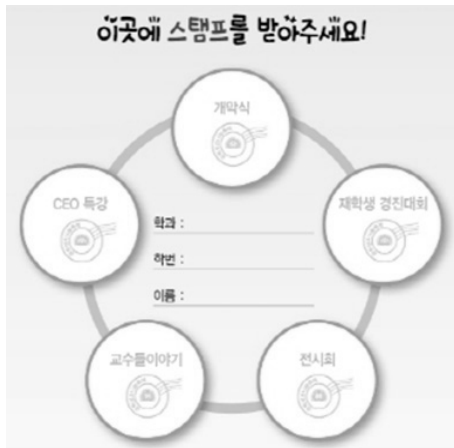 이곳에 스탬프를 받아주세요!
개막식
CEO 특강
재학생 경진대회
학과 :
학번 :
이름 :
교수들이야기
전시회